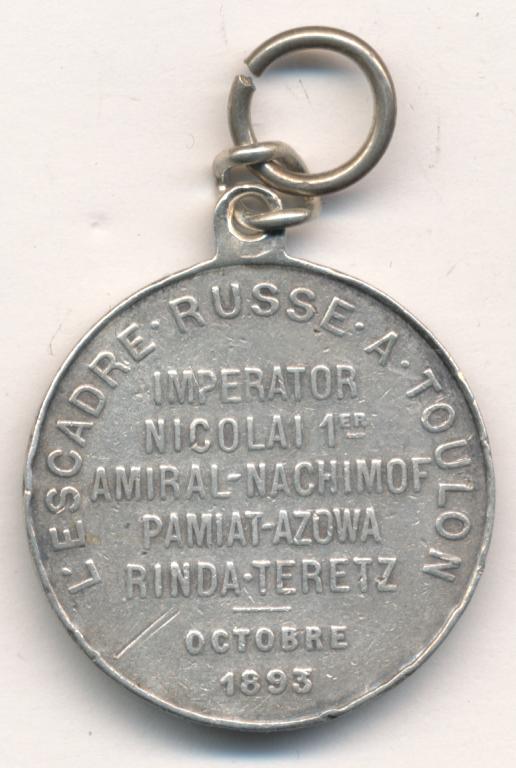 L'ESCADRE·RUSSE·A·TOULON
IMPERATOR
NICOLAI 1ER
AMIRAL-NACHIMOF
PAMIAT-AZOWA
RINDA·TERETZ
OCTOBRE
1893